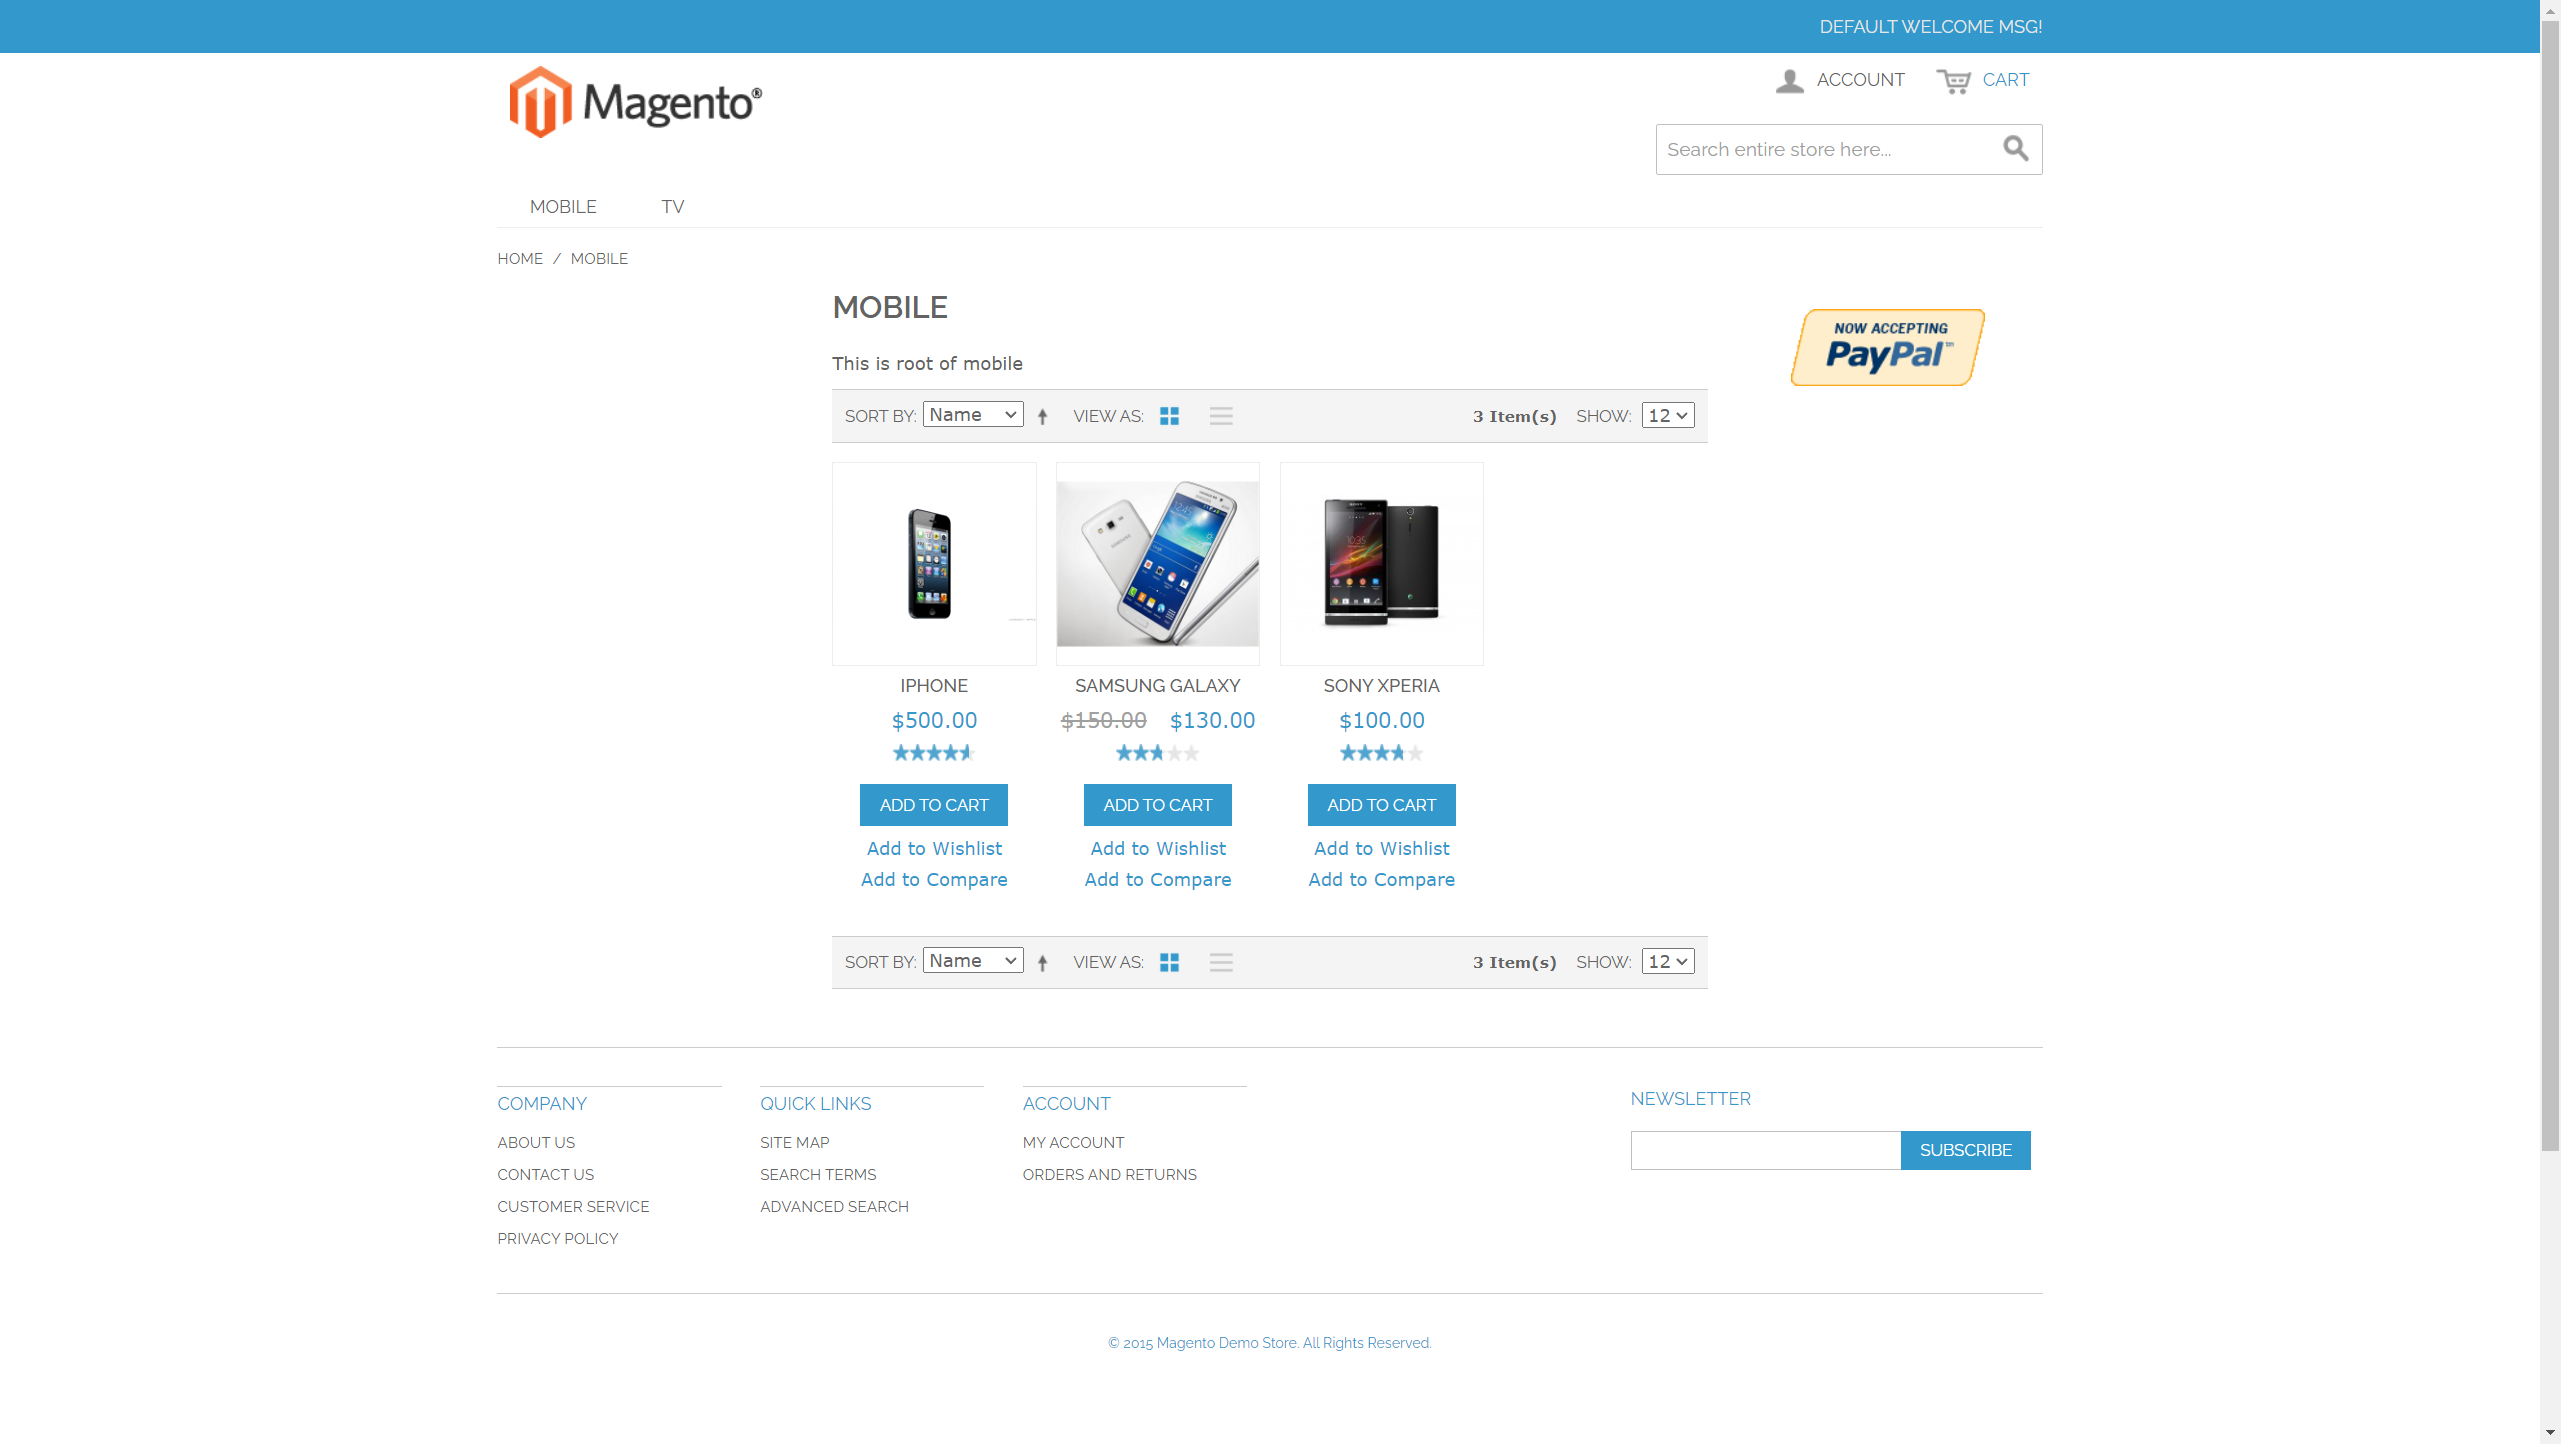 DEFAULT WELCOME MSG!
Magento®
ACCOUNT
CART
Search entire store here...
MOBILE
TV
HOME / MOBILE
MOBILE
NOW ACCEPTING
PayPal™
This is root of mobile
SORT BY: Name VIEW AS: 3 Item(s) SHOW: 12
IPHONE
$500.00
ADD TO CART
Add to Wishlist
Add to Compare
SAMSUNG GALAXY
$150.00 $130.00
ADD TO CART
Add to Wishlist
Add to Compare
SONY XPERIA
$100.00
ADD TO CART
Add to Wishlist
Add to Compare
SORT BY: Name VIEW AS: 3 Item(s) SHOW: 12
COMPANY
ABOUT US
CONTACT US
CUSTOMER SERVICE
PRIVACY POLICY
QUICK LINKS
SITE MAP
SEARCH TERMS
ADVANCED SEARCH
ACCOUNT
MY ACCOUNT
ORDERS AND RETURNS
NEWSLETTER
SUBSCRIBE
© 2015 Magento Demo Store. All Rights Reserved.